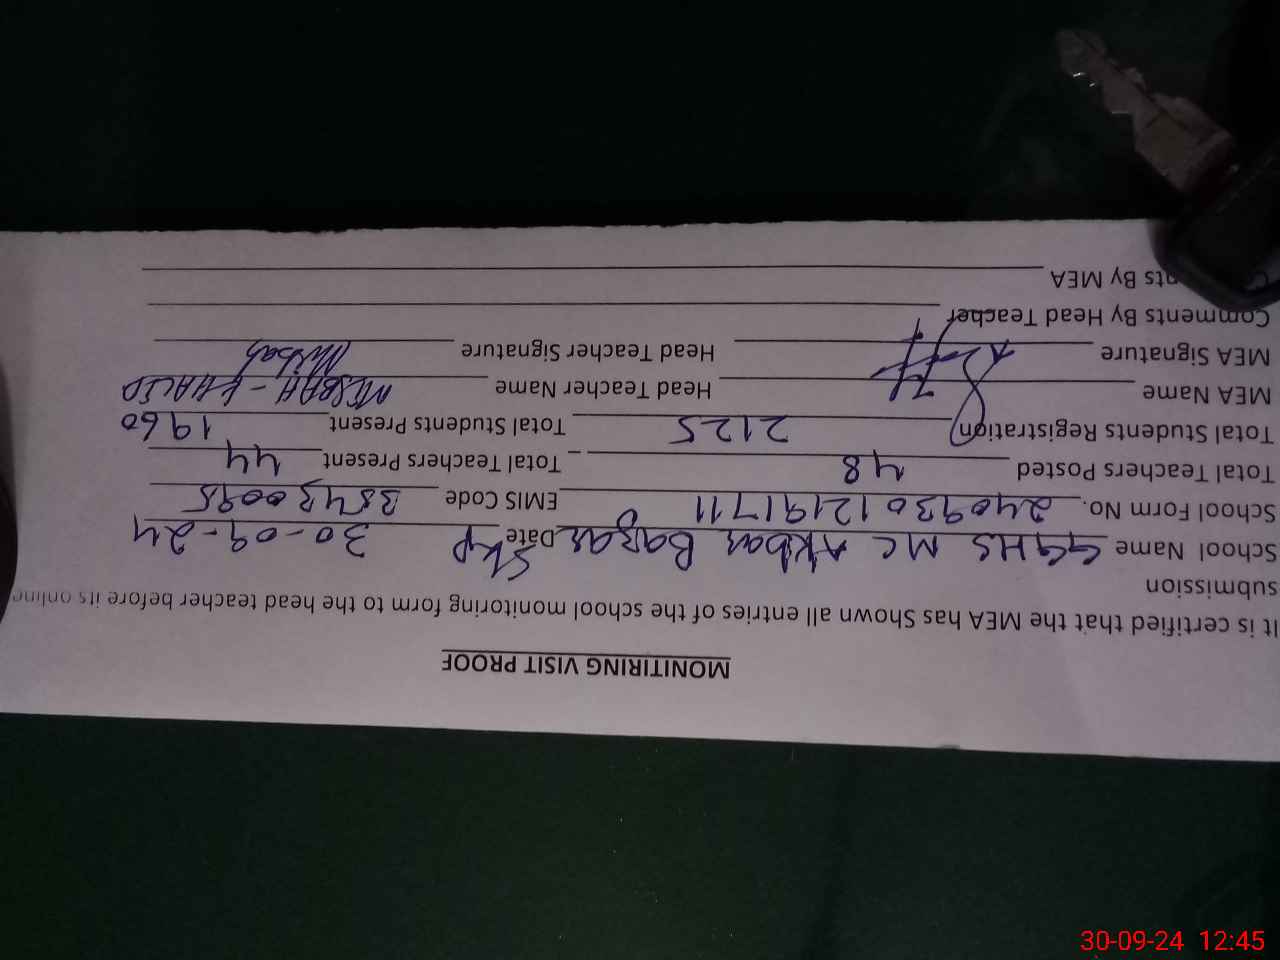 MONITIRING VISIT PROOF
It is certified that the MEA has Shown all entries of the school monitoring form to the head teacher before its online
submission
School Name GGHS MC Akbar Bazar Skp Date 30-09-24
School Form No. 2409301219 1711 EMIS Code 35430095
Total Teachers Posted 48 Total Teachers Present 44
Total Students Registration 2125 Total Students Present 1960
MEA Name Head Teacher Name MISBAH-KHALID
MEA Signature Head Teacher Signature Misbah
Comments By Head Teacher
By MEA
30-09-24 12:45